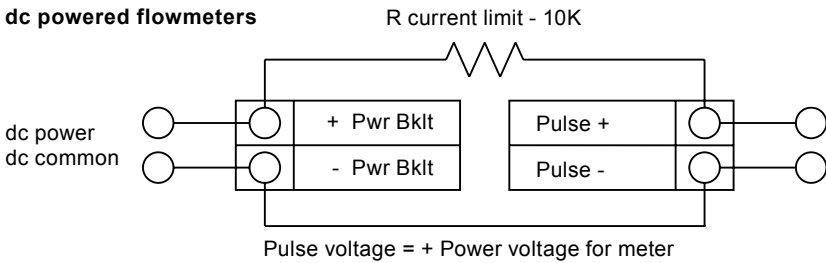 dc powered flowmeters
R current limit - 10K
dc power
dc common
+ Pwr Bklt
- Pwr Bklt
Pulse +
Pulse -
Pulse voltage = + Power voltage for meter